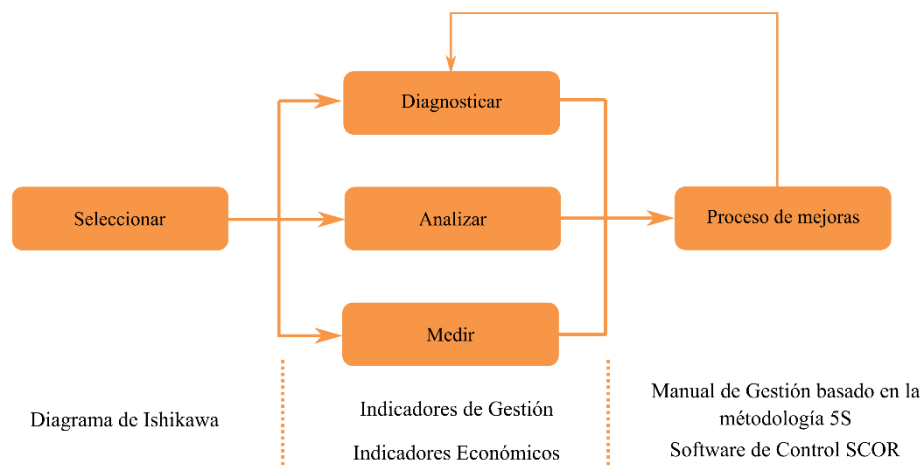 Diagnosticar
Seleccionar
Analizar
Proceso de mejoras
Medir
Diagrama de Ishikawa
Indicadores de Gestión
Indicadores Económicos
Manual de Gestión basado en la
métodología 5S
Software de Control SCOR